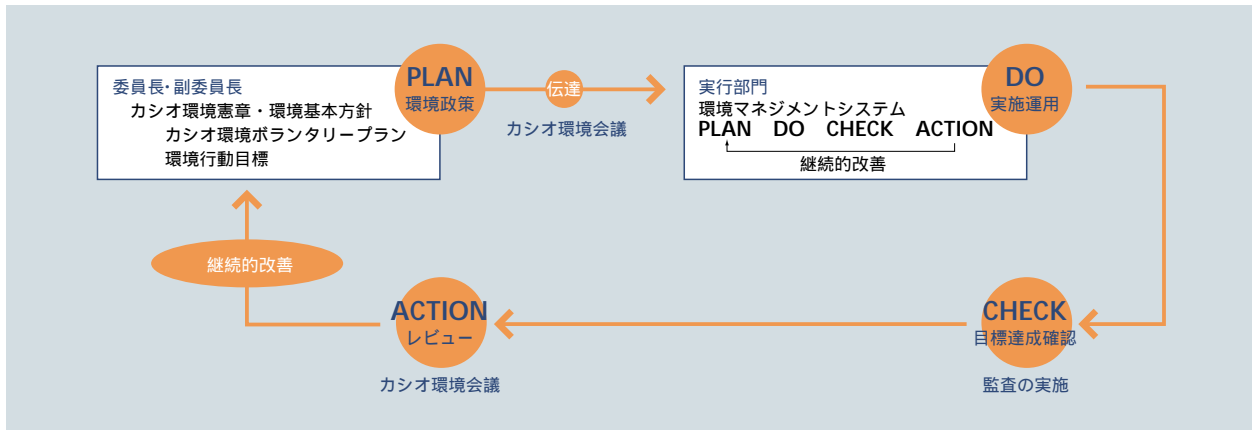 委員長・副委員長
カシオ環境憲章・環境基本方針
カシオ環境ボランタリープラン
環境行動目標
PLAN
環境政策
伝達
カシオ環境会議
実行部門
環境マネジメントシステム
PLAN DO CHECK ACTION
継続的改善
DO
実施運用
CHECK
目標達成確認
監査の実施
ACTION
レビュー
カシオ環境会議
継続的改善